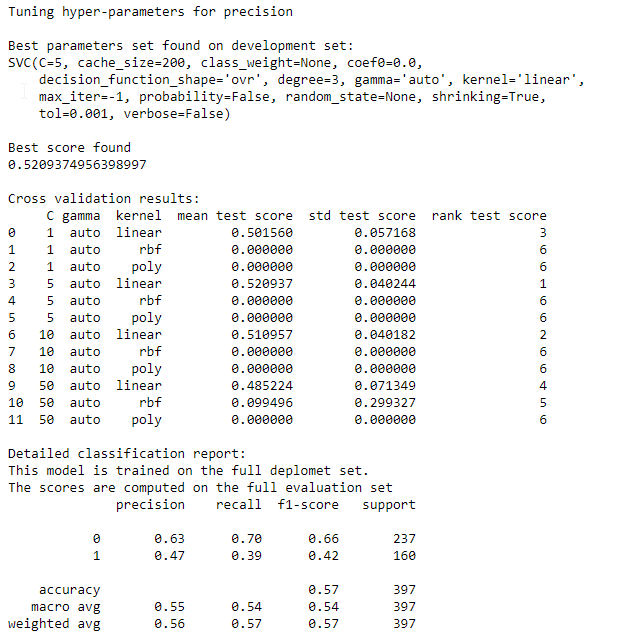 Tuning hyper-parameters for precision
Best parameters set found on development set:
SVC(C=5, cache_size=200, class_weight=None, coef0=0.0,
decision_function_shape='ovr', degree=3, gamma='auto', kernel='linear',
max_iter=-1, probability=False, random_state=None, shrinking=True,
tol=0.001, verbose=False)
Best score found
0.5209374956398997
Cross validation results:
C gamma kernel mean test score std test score rank test score
0 1 auto linear 0.501560 0.057168 3
1 1 auto rbf 0.000000 0.000000 6
2 1 auto poly 0.000000 0.000000 6
3 5 auto linear 0.520937 0.040244 1
4 5 auto rbf 0.000000 0.000000 6
5 5 auto poly 0.000000 0.000000 6
6 10 auto linear 0.510957 0.040182 2
7 10 auto rbf 0.000000 0.000000 6
8 10 auto poly 0.000000 0.000000 6
9 50 auto linear 0.485224 0.071349 4
10 50 auto rbf 0.099496 0.299327 5
11 50 auto poly 0.000000 0.000000 6
Detailed classification report:
This model is trained on the full deplomet set.
The scores are computed on the full evaluation set
precision recall f1-score support
0 0.63 0.70 0.66 237
1 0.47 0.39 0.42 160
accuracy 0.57 397
macro avg 0.55 0.54 0.54 397
weighted avg 0.56 0.57 0.57 397